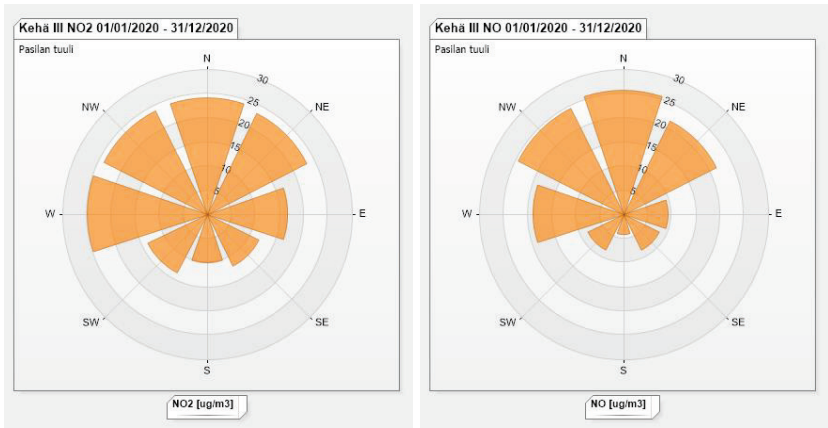 Kehä III NO2 01/01/2020 - 31/12/2020
Pasilan tuuli
N
NE
E
SE
S
SW
W
NW
30
25
20
15
10
5
NO2 [ug/m3]
Kehä III NO 01/01/2020 - 31/12/2020
Pasilan tuuli
N
NE
E
SE
S
SW
W
NW
30
25
20
15
10
5
NO [ug/m3]